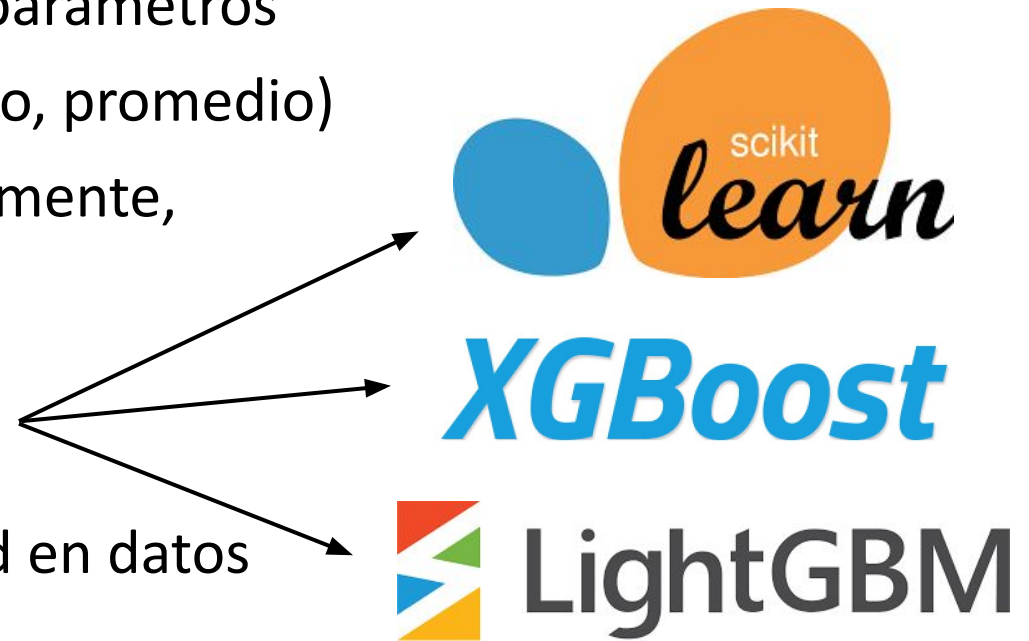 parámetros
o, promedio)
mente,
scikit
learn
XGBoost
d en datos
LightGBM